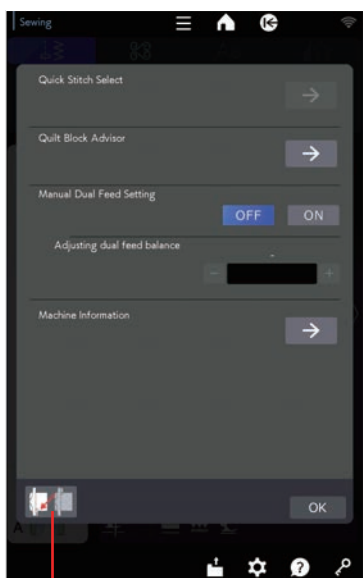 Sewing
Quick Stitch Select
Quilt Block Advisor
Manual Dual Feed Setting
OFF ON
Adjusting dual feed balance
-
- +
Machine Information
OK
A